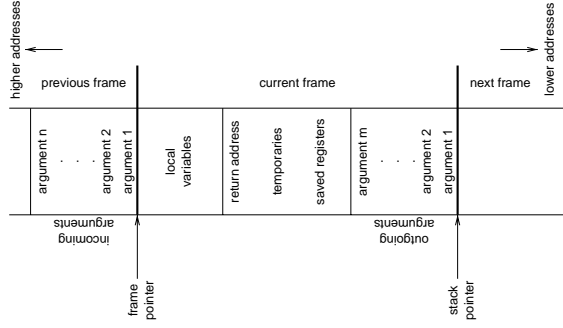 higher addresses
previous frame
current frame
next frame
lower addresses
argument n
.
.
.
argument 2
argument 1
local
variables
return address
temporaries
saved registers
argument m
.
.
.
argument 2
argument 1
incoming
arguments
outgoing
arguments
frame
pointer
stack
pointer